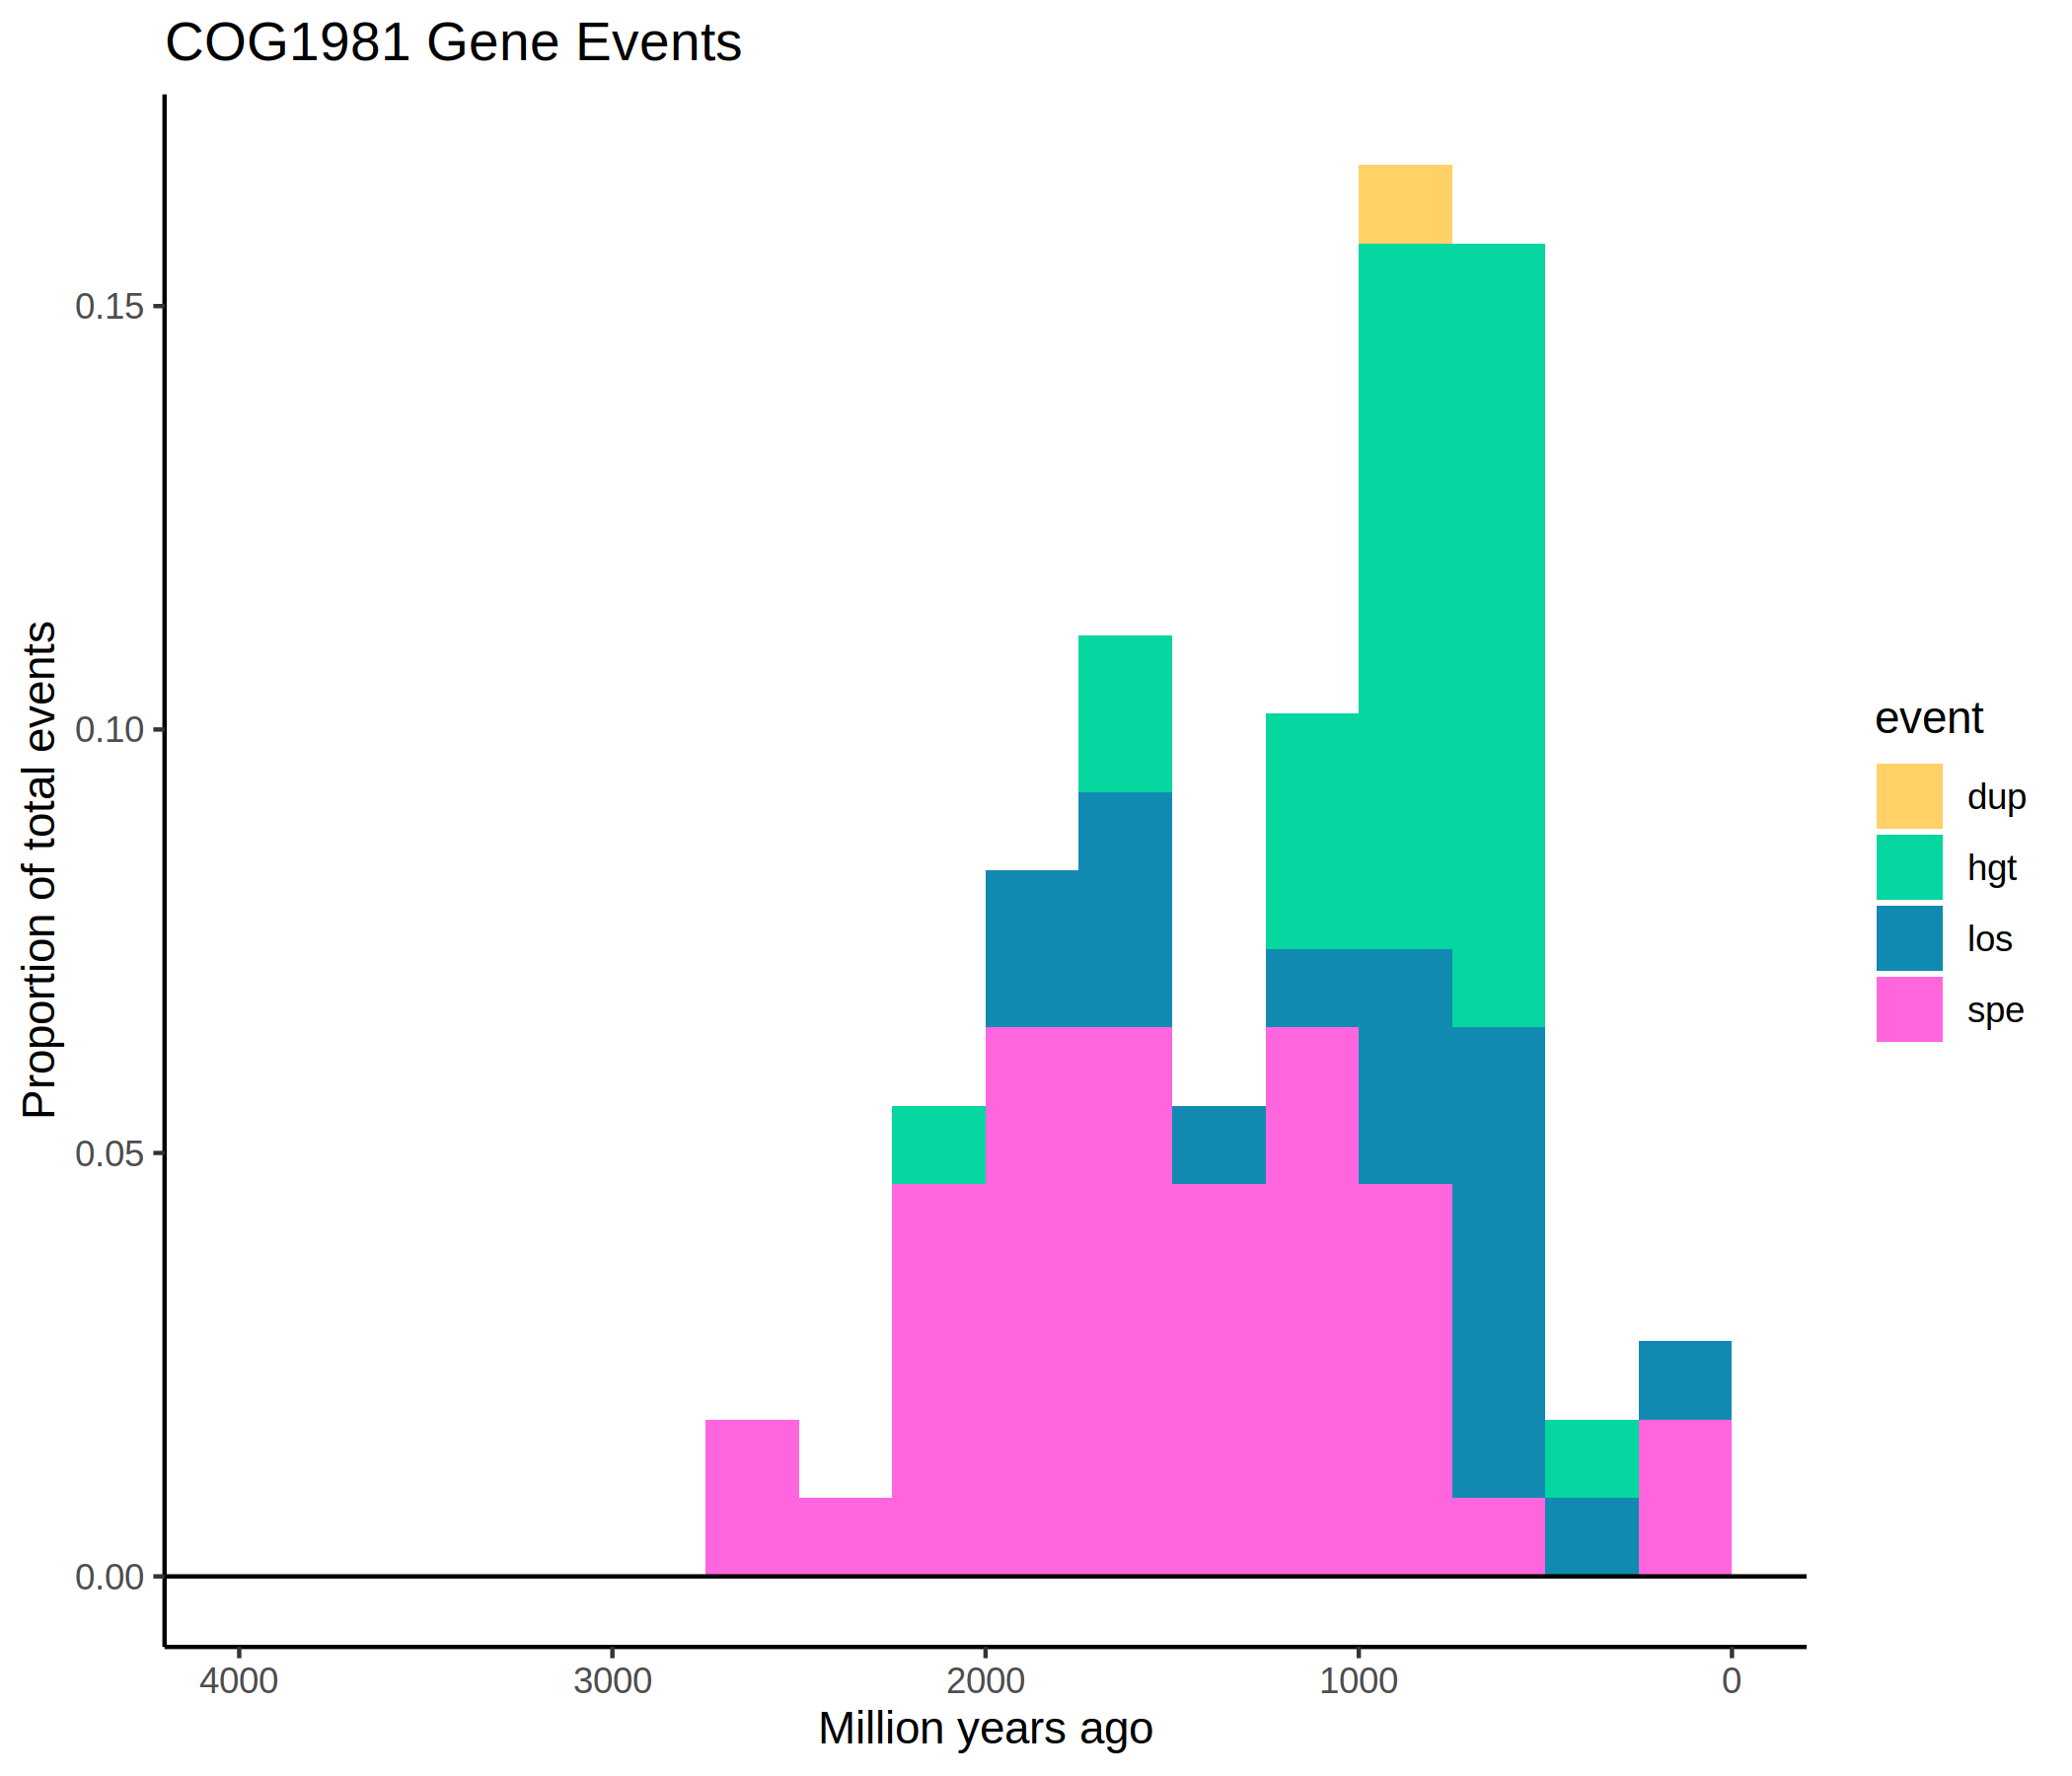 COG1981 Gene Events
Proportion of total events
0.15
0.10
0.05
0.00
4000 3000 2000 1000 0
Million years ago
event
dup
hgt
los
spe